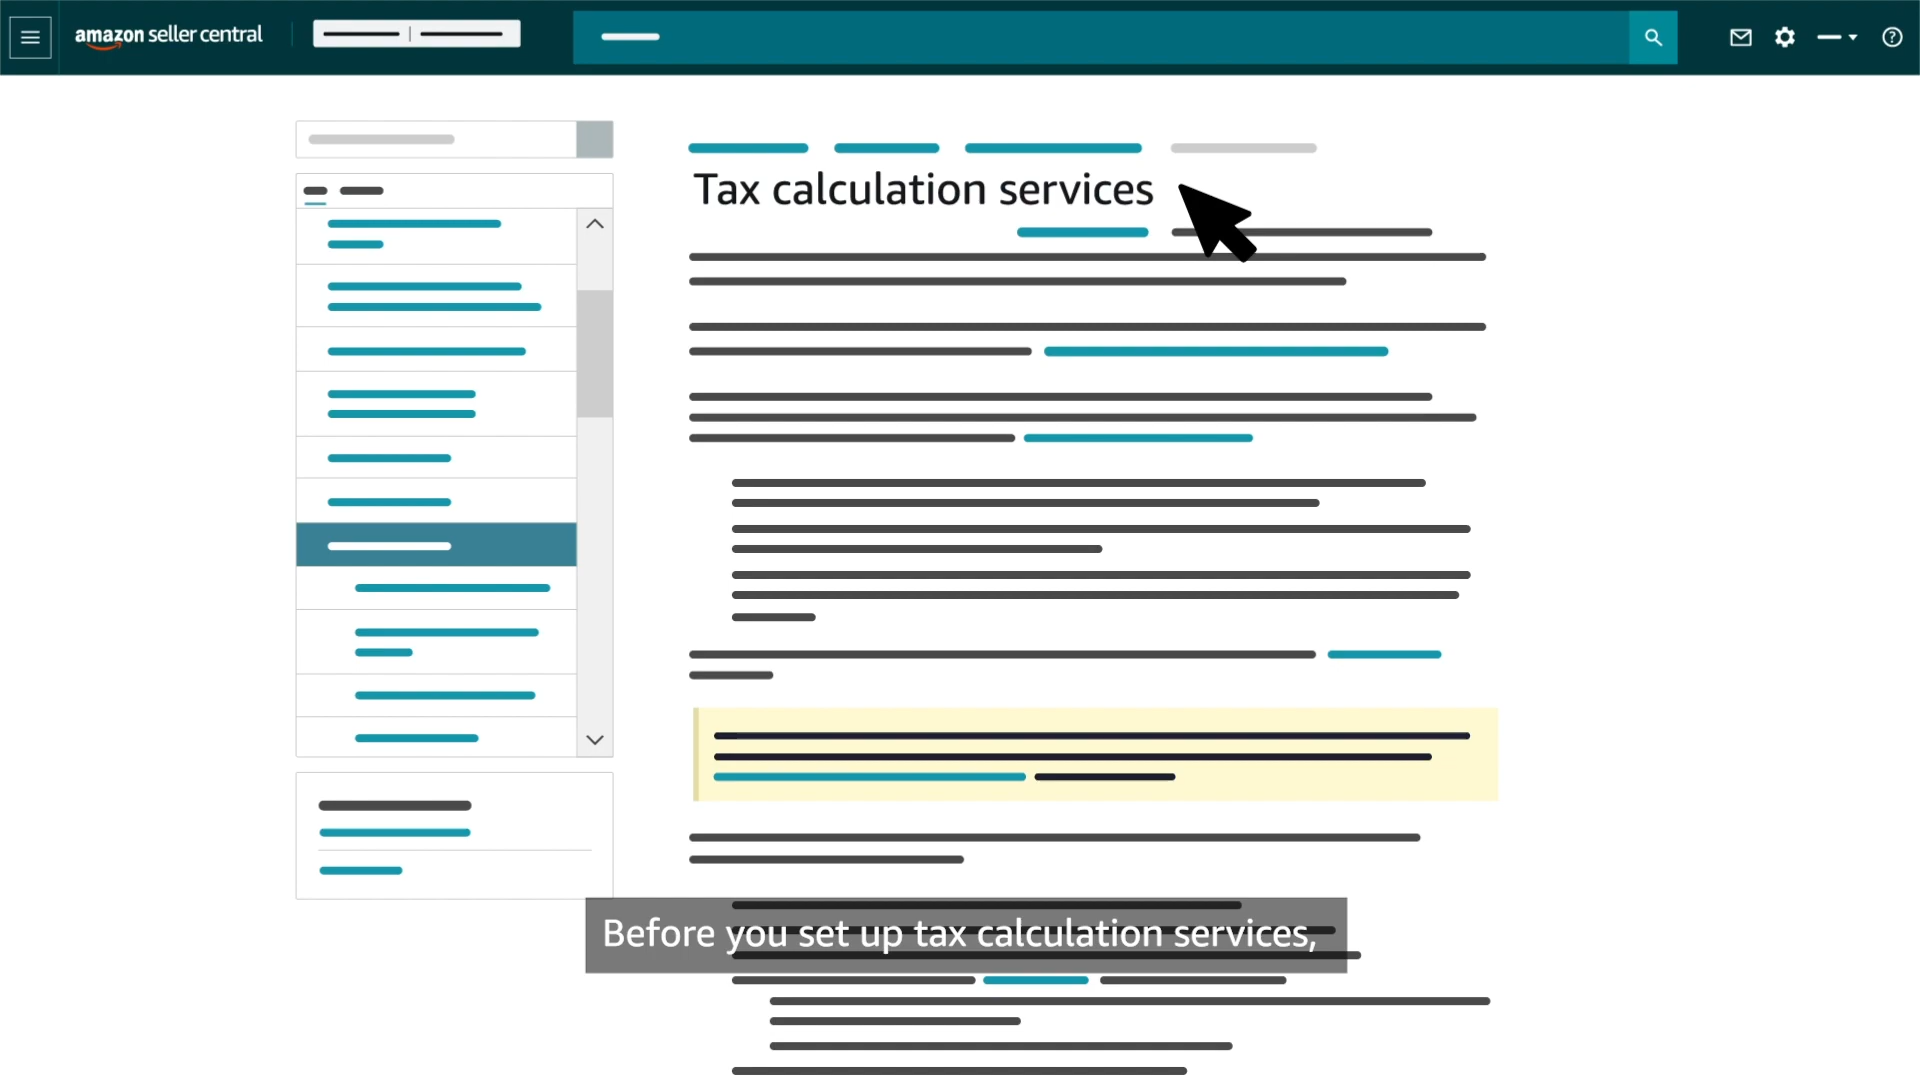 amazon seller central
Tax calculation services
Before you set up tax calculation services,